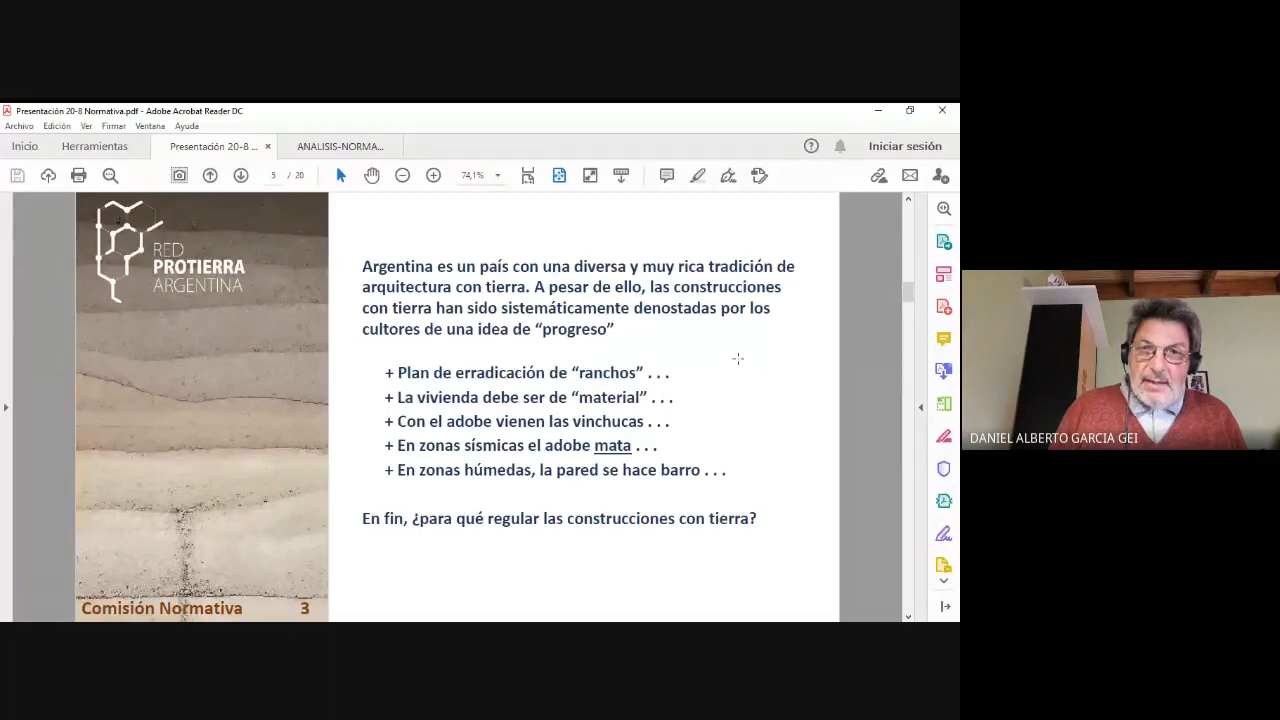 Presentación 20-8 Normativa.pdf - Adobe Acrobat Reader DC
Archivo Edición Ver Firmar Ventana Ayuda
Inicio Herramientas Presentación 20-8 ... × ANALISIS-NORMA... Iniciar sesión
5 / 20 74,1%
RED
PROTIERRA
ARGENTINA
Argentina es un país con una diversa y muy rica tradición de
arquitectura con tierra. A pesar de ello, las construcciones
con tierra han sido sistemáticamente denostadas por los
cultores de una idea de “progreso”
+ Plan de erradicación de “ranchos” . . .
+ La vivienda debe ser de “material” . . .
+ Con el adobe vienen las vinchucas . . .
+ En zonas sísmicas el adobe mata . . .
+ En zonas húmedas, la pared se hace barro . . .
En fin, ¿para qué regular las construcciones con tierra?
Comisión Normativa 3
DANIEL ALBERTO GARCIA GEI